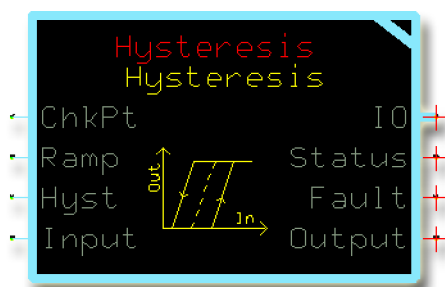 Hysteresis
Hysteresis
ChkPt IO
Ramp Status
Hyst Fault
Input Output
Out
In